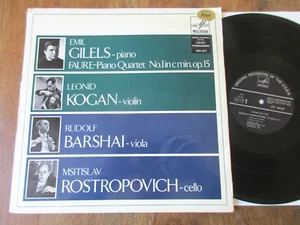 EMIL
GILELS-piano
FAURE-Piano Quartet No.1 in c min. op.15
LEONID
KOGAN-violin
RUDOLF
BARSHAI-viola
MSITISLAV
ROSTROPOVICH-cello